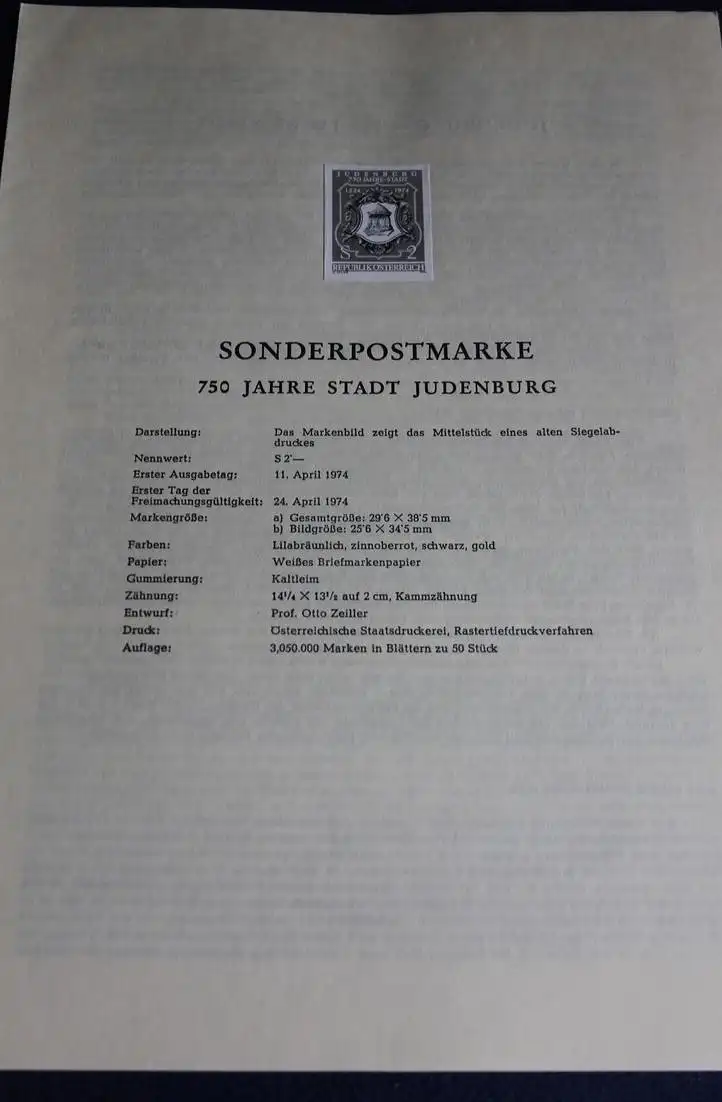 JUDENBURG
750 JAHRE STADT
1224 1974
S 2
REPUBLIK ÖSTERREICH
SONDERPOSTMARKE
750 JAHRE STADT JUDENBURG
Darstellung: Das Markenbild zeigt das Mittelstück eines alten Siegelab-
druckes
Nennwert: S 2'—
Erster Ausgabetag: 11. April 1974
Erster Tag der
Freimachungsgültigkeit: 24. April 1974
Markengröße: a) Gesamtgröße: 29'6 × 38'5 mm
b) Bildgröße: 25'6 × 34'5 mm
Farben: Lilabräunlich, zinnoberrot, schwarz, gold
Papier: Weißes Briefmarkenpapier
Gummierung: Kaltleim
Zähnung: 14¹/₄ × 13¹/₂ auf 2 cm, Kammzähnung
Entwurf: Prof. Otto Zeiller
Druck: Österreichische Staatsdruckerei, Rastertiefdruckverfahren
Auflage: 3,050.000 Marken in Blättern zu 50 Stück